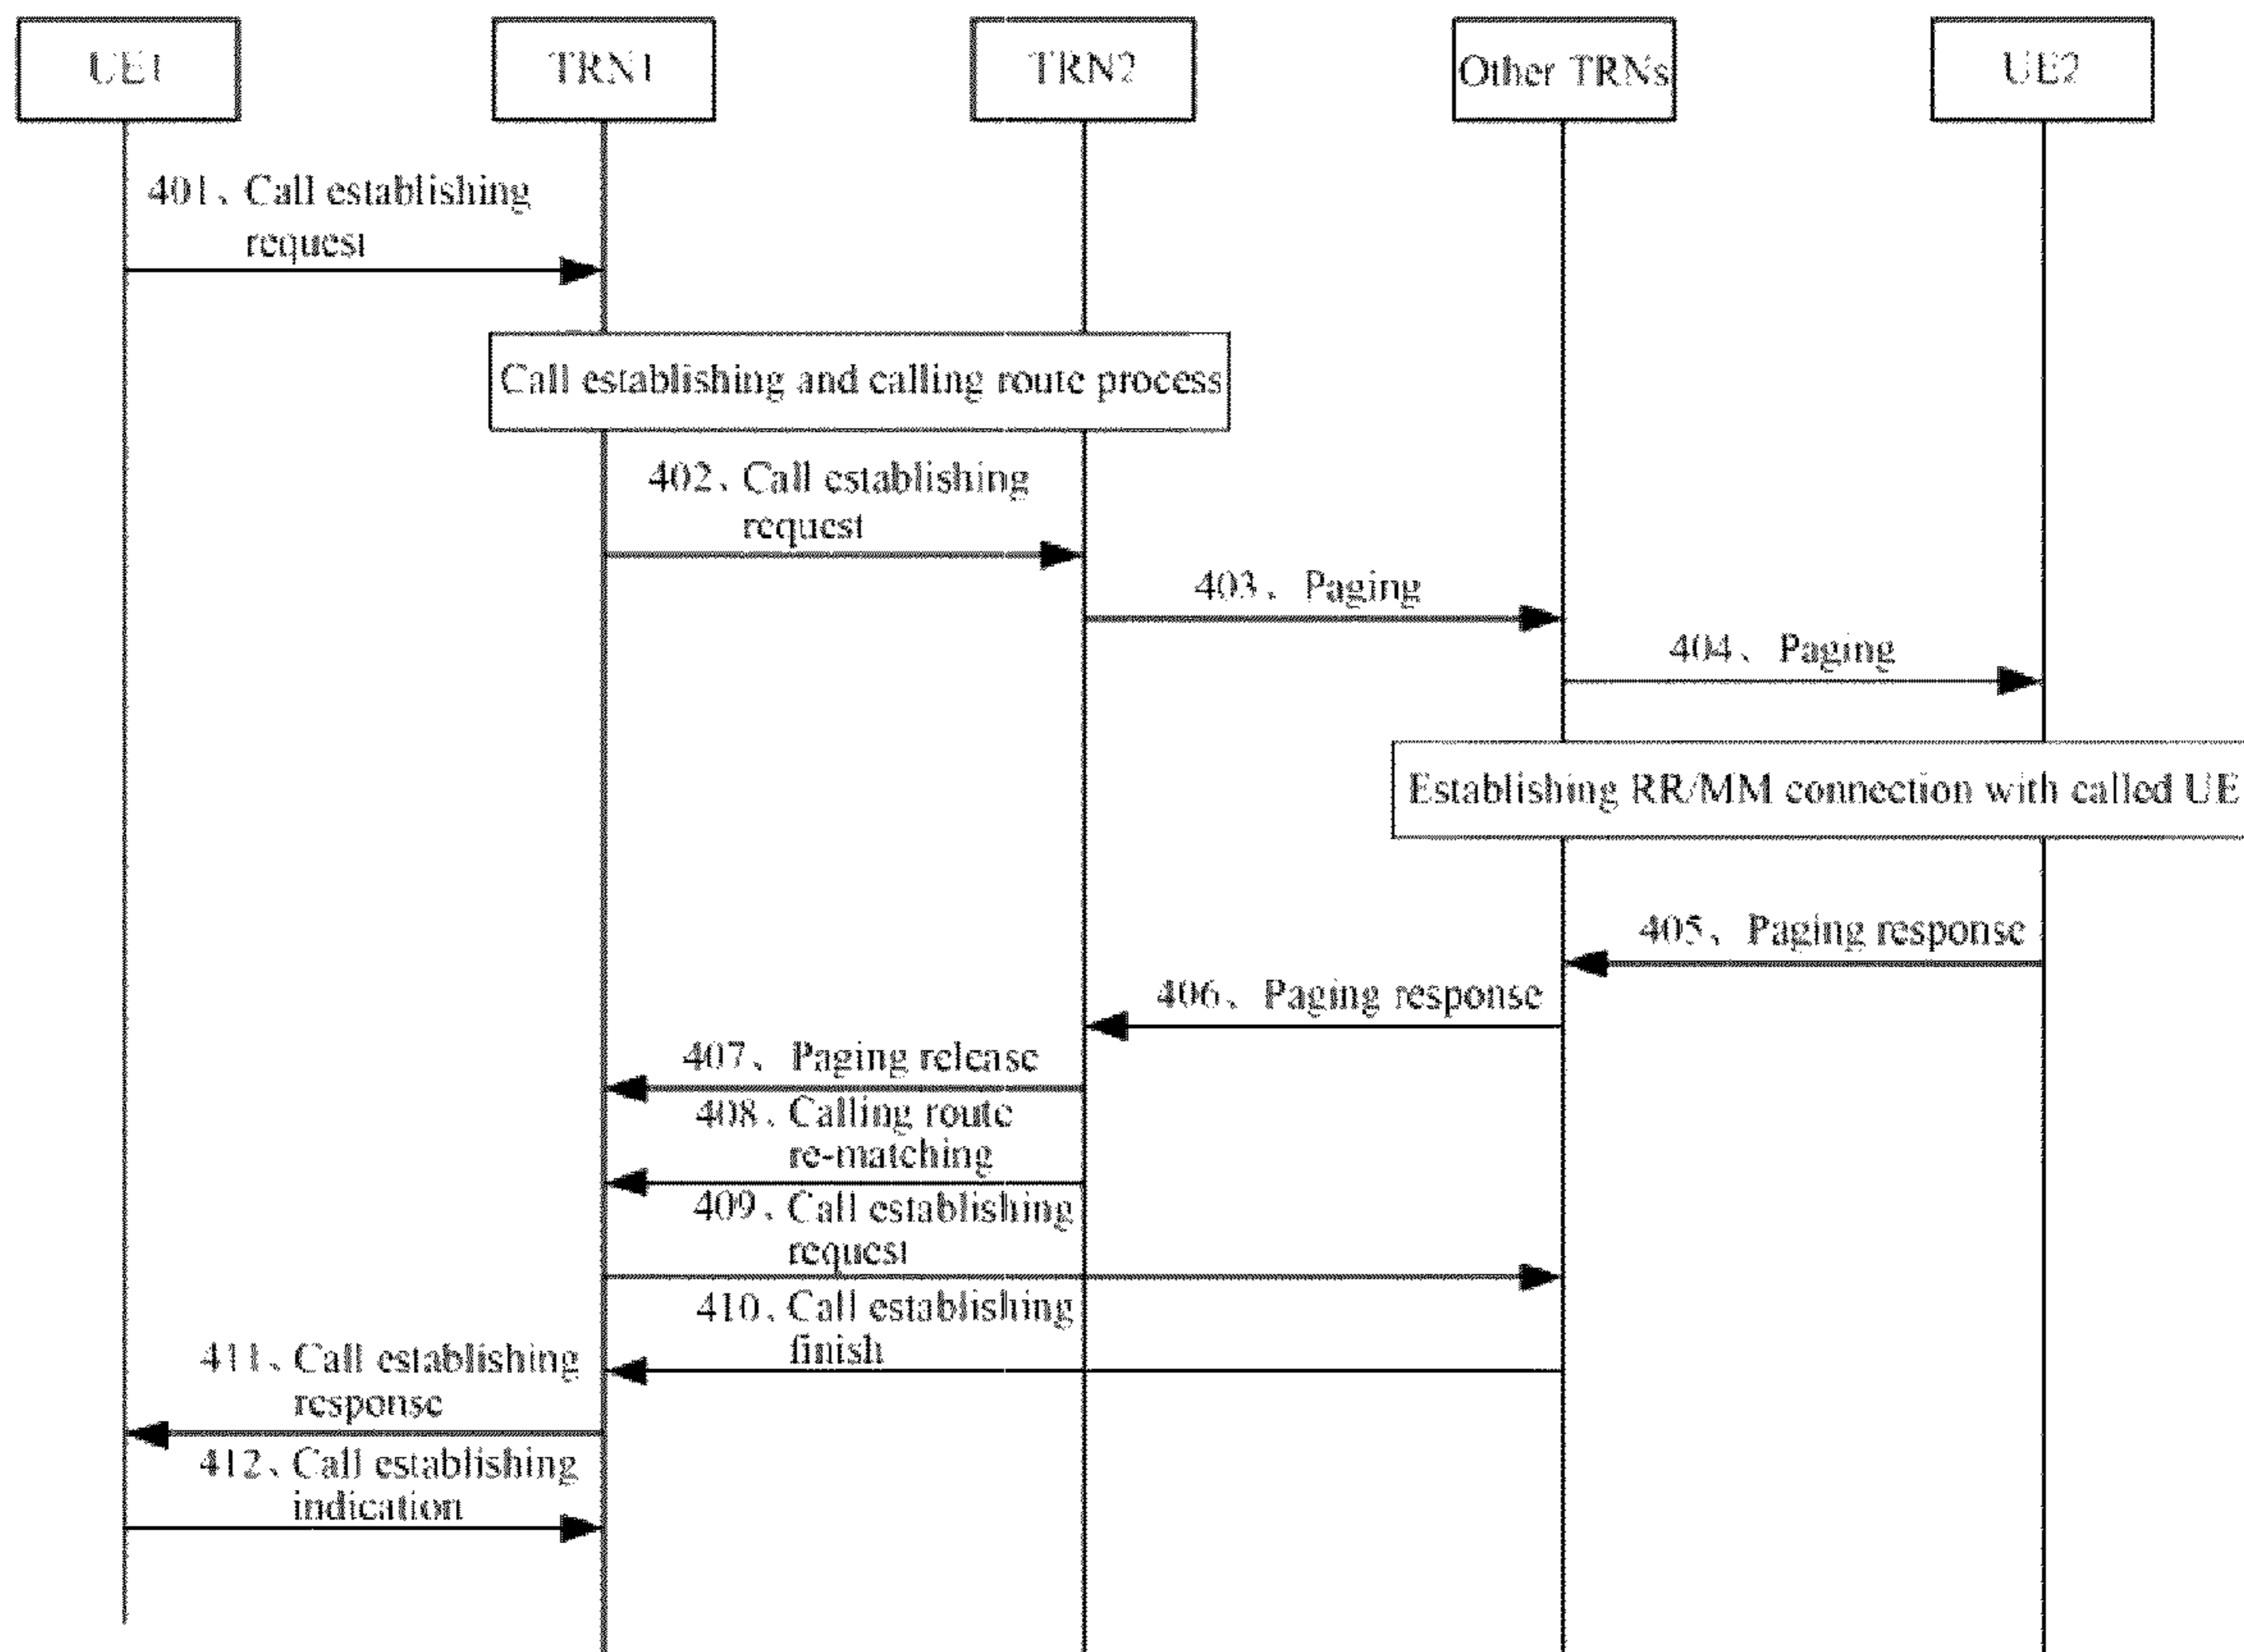 UE1
TRN1
TRN2
Other TRNs
UE2
401、Call establishing
request
Call establishing and calling route process
402、Call establishing
request
403、Paging
404、Paging
Establishing RR/MM connection with called UE
405、Paging response
406、Paging response
407、Paging release
408、Calling route
re-matching
409、Call establishing
request
410、Call establishing
finish
411、Call establishing
response
412、Call establishing
indication